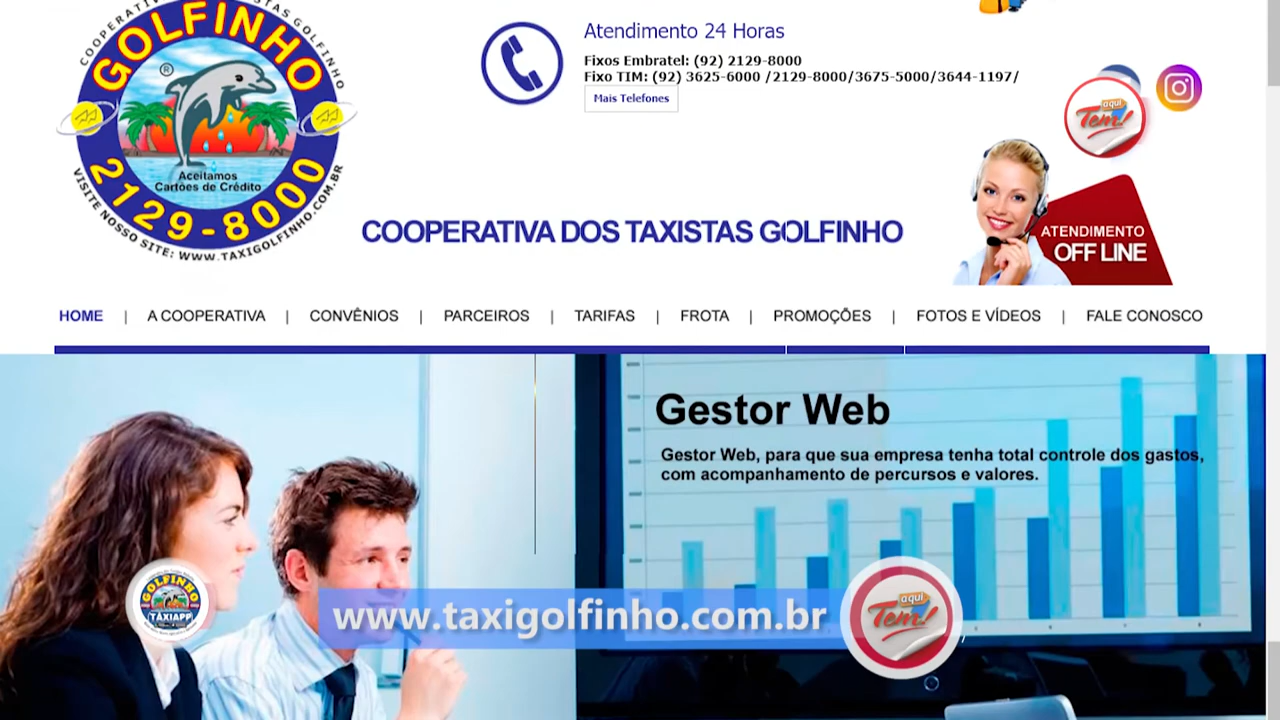 COOPERATIVA DOS TAXISTAS GOLFINHO
GOLFINHO
®
Aceitamos
Cartões de Crédito
2129-8000
VISITE NOSSO SITE: WWW.TAXIGOLFINHO.COM.BR
Atendimento 24 Horas
Fixos Embratel: (92) 2129-8000
Fixo TIM: (92) 3625-6000 /2129-8000/3675-5000/3644-1197/
Mais Telefones
aqui
Tem!
COOPERATIVA DOS TAXISTAS GOLFINHO
ATENDIMENTO
OFF LINE
HOME | A COOPERATIVA | CONVÊNIOS | PARCEIROS | TARIFAS | FROTA | PROMOÇÕES | FOTOS E VÍDEOS | FALE CONOSCO
Gestor Web
Gestor Web, para que sua empresa tenha total controle dos gastos,
com acompanhamento de percursos e valores.
GOLFINHO
TÁXIAPP
www.taxigolfinho.com.br
aqui
Tem!